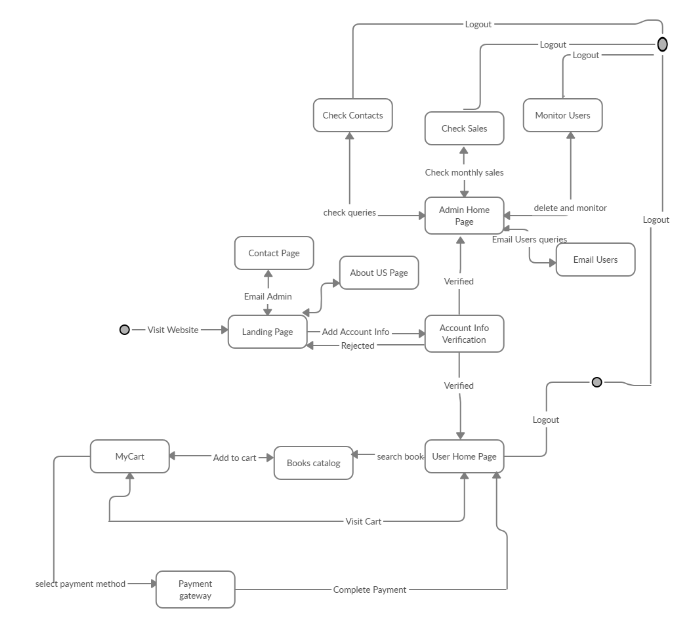 Logout
Logout
Logout
Check Contacts
Check Sales
Monitor Users
Check monthly sales
check queries
Admin Home
Page
delete and monitor
Logout
Email Users queries
Contact Page
About US Page
Email Users
Email Admin
Verified
Visit Website
Landing Page
Add Account Info
Rejected
Account Info
Verification
Verified
Logout
MyCart
Add to cart
Books catalog
search book
User Home Page
Visit Cart
select payment method
Payment
gateway
Complete Payment